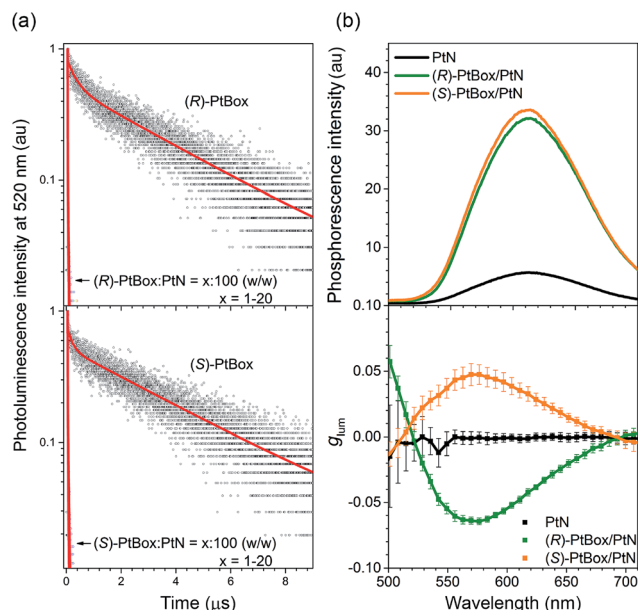 (a)
(b)
Photoluminescence intensity at 520 nm (au)
1
(R)-PtBox
0.1
(R)-PtBox:PtN = x:100 (w/w)
x = 1-20
1
(S)-PtBox
0.1
(S)-PtBox:PtN = x:100 (w/w)
x = 1-20
0 2 4 6 8
Time (μs)
Phosphorescence intensity (au)
PtN
(R)-PtBox/PtN
(S)-PtBox/PtN
40
30
20
10
0
0.10
glum
0.05
0.00
-0.05
-0.10
PtN
(R)-PtBox/PtN
(S)-PtBox/PtN
500 550 600 650 700
Wavelength (nm)